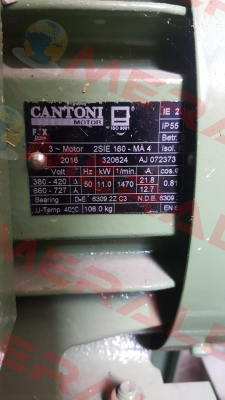 CANTONI
MOTOR
ISO 9001
IE 2
IP55
Betr.
3 ~ Motor 2SIE 160 - MA 4 Isol.
2016 320624 AJ 072373
Volt Hz kW 1/min. A cos.φ
380 - 420 Δ 50 11.0 1470 21.8 0.81
660 - 727 12.7
Bearing D.E 6309 2Z C3 N.D.E. 6309
U-Temp. 40°C 106.0 kg EN